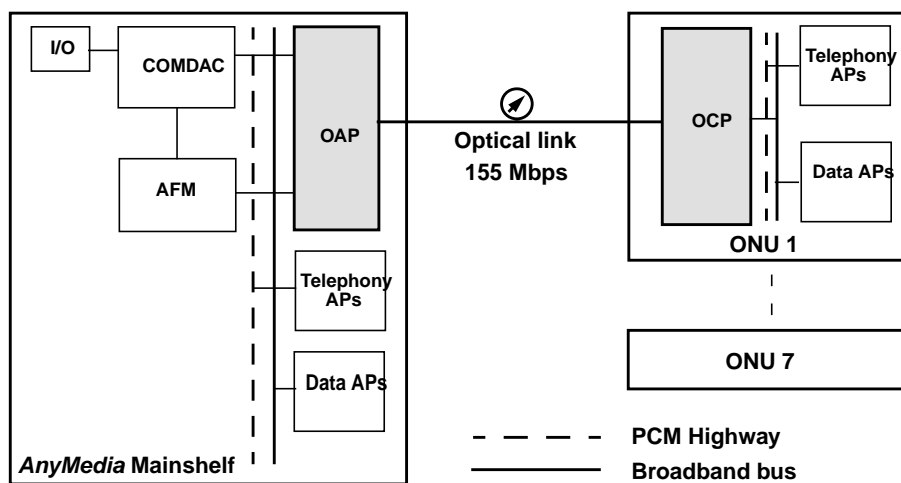 I/O
COMDAC
AFM
OAP
Telephony
APs
Data APs
AnyMedia Mainshelf
Optical link
155 Mbps
OCP
Telephony
APs
Data APs
ONU 1
ONU 7
PCM Highway
Broadband bus